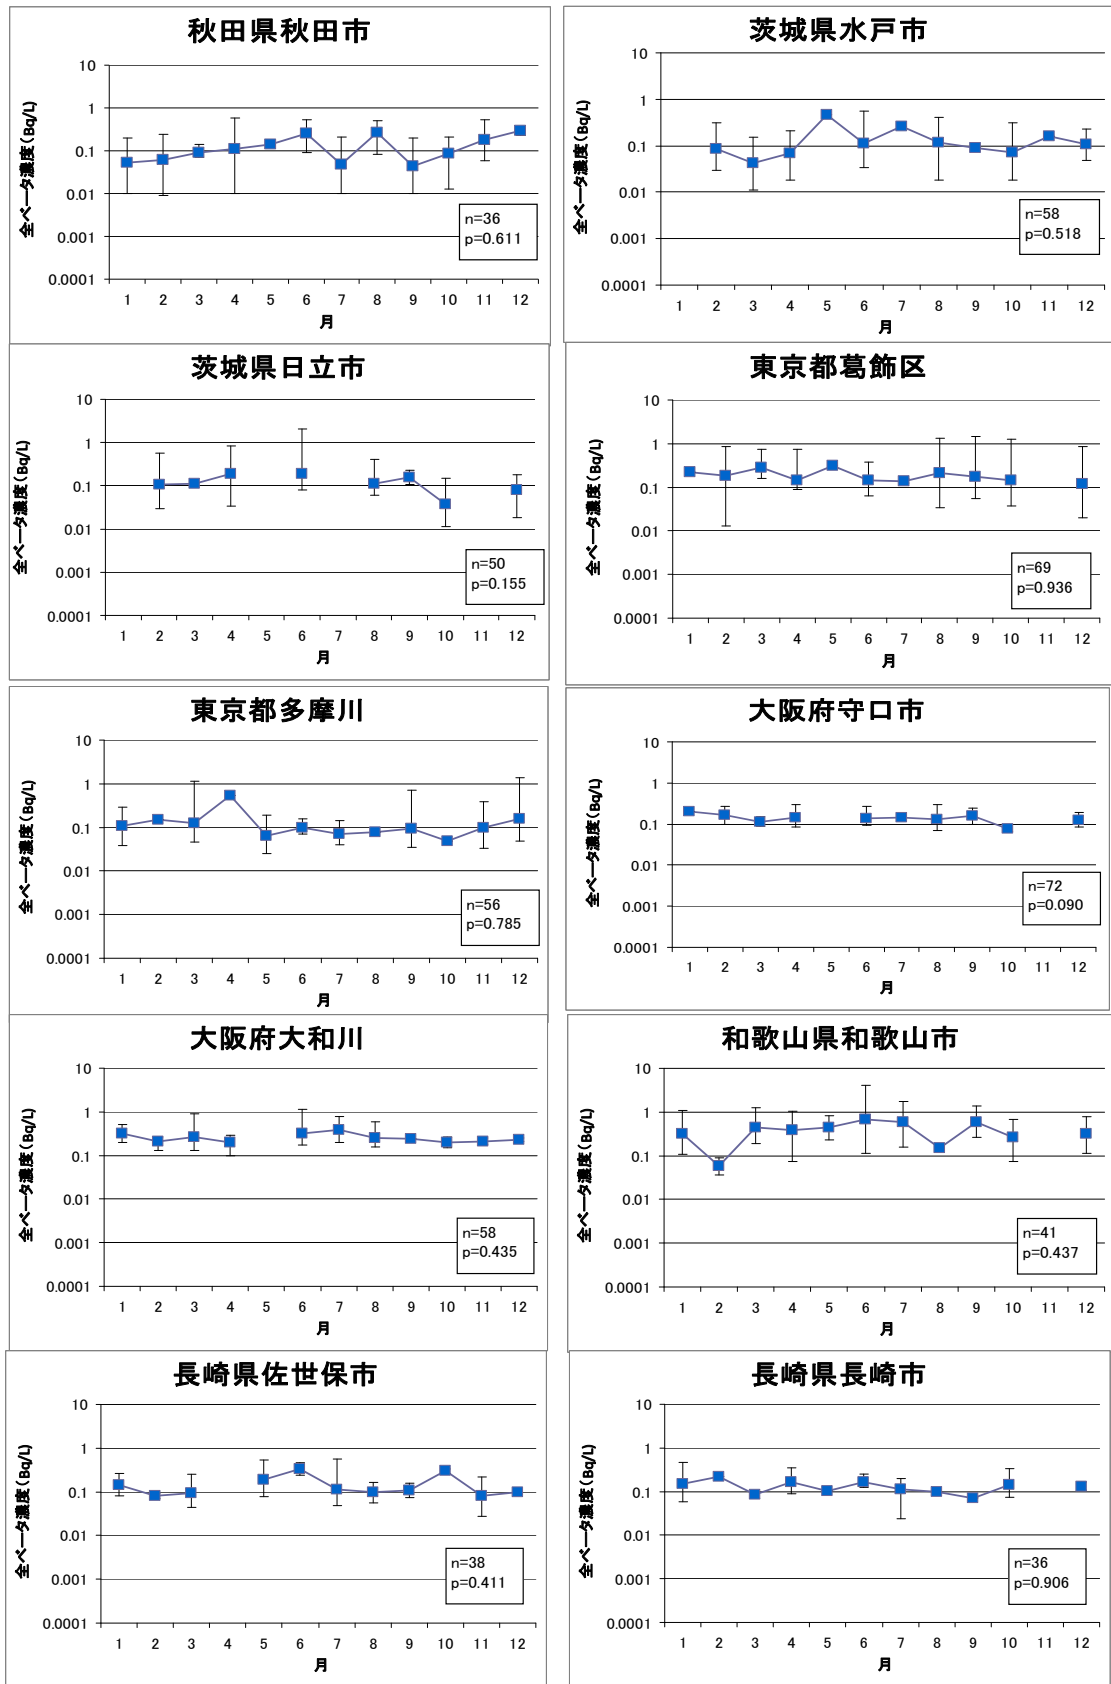 秋田県秋田市
全ベータ濃度(Bq/L)
10
1
0.1
0.01
0.001
0.0001
n=36
p=0.611
1 2 3 4 5 6 7 8 9 10 11 12
月
茨城県水戸市
全ベータ濃度(Bq/L)
10
1
0.1
0.01
0.001
0.0001
n=58
p=0.518
1 2 3 4 5 6 7 8 9 10 11 12
月
茨城県日立市
全ベータ濃度(Bq/L)
10
1
0.1
0.01
0.001
0.0001
n=50
p=0.155
1 2 3 4 5 6 7 8 9 10 11 12
月
東京都葛飾区
全ベータ濃度(Bq/L)
10
1
0.1
0.01
0.001
0.0001
n=69
p=0.936
1 2 3 4 5 6 7 8 9 10 11 12
月
東京都多摩川
全ベータ濃度(Bq/L)
10
1
0.1
0.01
0.001
0.0001
n=56
p=0.785
1 2 3 4 5 6 7 8 9 10 11 12
月
大阪府守口市
全ベータ濃度(Bq/L)
10
1
0.1
0.01
0.001
0.0001
n=72
p=0.090
1 2 3 4 5 6 7 8 9 10 11 12
月
大阪府大和川
全ベータ濃度(Bq/L)
10
1
0.1
0.01
0.001
0.0001
n=58
p=0.435
1 2 3 4 5 6 7 8 9 10 11 12
月
和歌山県和歌山市
全ベータ濃度(Bq/L)
10
1
0.1
0.01
0.001
0.0001
n=41
p=0.437
1 2 3 4 5 6 7 8 9 10 11 12
月
長崎県佐世保市
全ベータ濃度(Bq/L)
10
1
0.1
0.01
0.001
0.0001
n=38
p=0.411
1 2 3 4 5 6 7 8 9 10 11 12
月
長崎県長崎市
全ベータ濃度(Bq/L)
10
1
0.1
0.01
0.001
0.0001
n=36
p=0.906
1 2 3 4 5 6 7 8 9 10 11 12
月